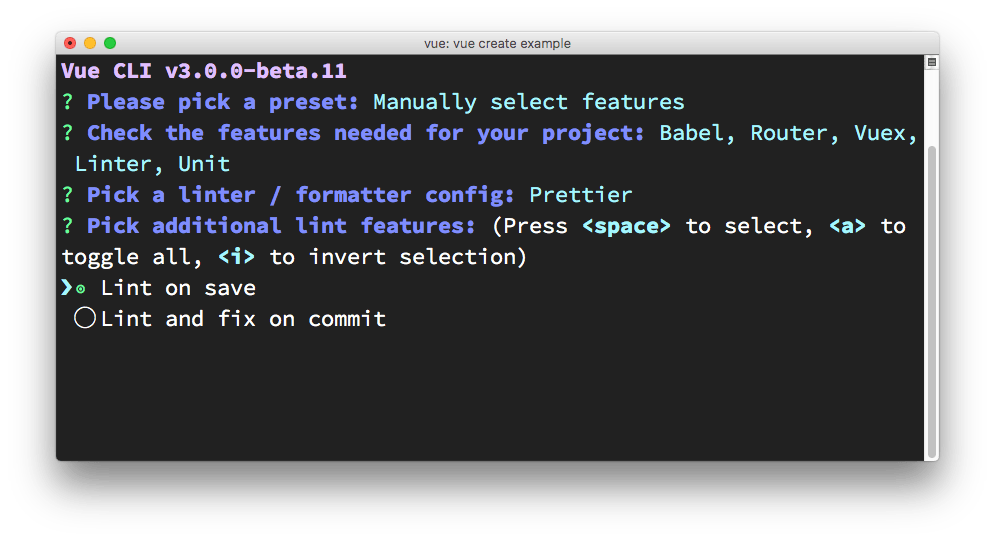 vue: vue create example
Vue CLI v3.0.0-beta.11
? Please pick a preset: Manually select features
? Check the features needed for your project: Babel, Router, Vuex,
Linter, Unit
? Pick a linter / formatter config: Prettier
? Pick additional lint features: (Press <space> to select, <a> to
toggle all, <i> to invert selection)
❯◉ Lint on save
◯Lint and fix on commit